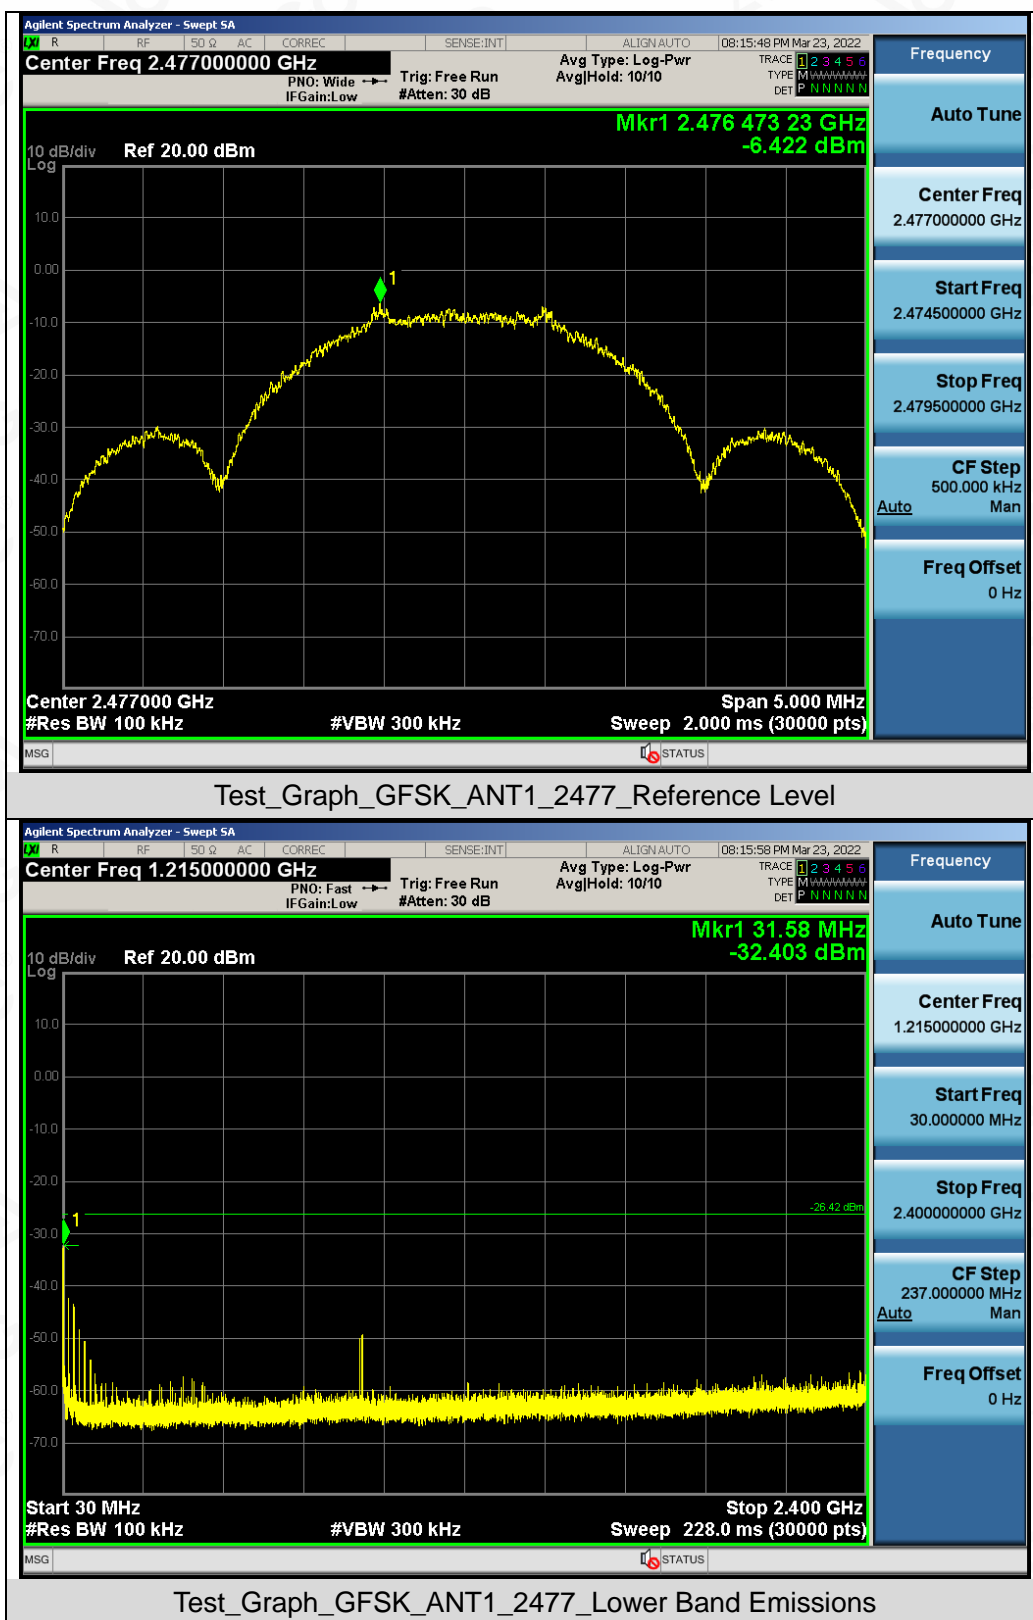 Agilent Spectrum Analyzer - Swept SA
LXI R RF 50 Ω AC CORREC SENSE:INT ALIGN AUTO 08:15:48 PM Mar 23, 2022
Center Freq 2.477000000 GHz
PNO: Wide
IFGain:Low
Trig: Free Run
#Atten: 30 dB
Avg Type: Log-Pwr
Avg|Hold: 10/10
TRACE 1 2 3 4 5 6
TYPE M
DET P N N N N N
Mkr1 2.476 473 23 GHz
-6.422 dBm
10 dB/div Ref 20.00 dBm
Log
10.0
0.00
-10.0
-20.0
-30.0
-40.0
-50.0
-60.0
-70.0
1
Center 2.477000 GHz Span 5.000 MHz
#Res BW 100 kHz #VBW 300 kHz Sweep 2.000 ms (30000 pts)
MSG STATUS
Frequency
Auto Tune
Center Freq
2.477000000 GHz
Start Freq
2.474500000 GHz
Stop Freq
2.479500000 GHz
CF Step
500.000 kHz
Auto Man
Freq Offset
0 Hz
Test_Graph_GFSK_ANT1_2477_Reference Level
Agilent Spectrum Analyzer - Swept SA
LXI R RF 50 Ω AC CORREC SENSE:INT ALIGN AUTO 08:15:58 PM Mar 23, 2022
Center Freq 1.215000000 GHz
PNO: Fast
IFGain:Low
Trig: Free Run
#Atten: 30 dB
Avg Type: Log-Pwr
Avg|Hold: 10/10
TRACE 1 2 3 4 5 6
TYPE M
DET P N N N N N
Mkr1 31.58 MHz
-32.403 dBm
10 dB/div Ref 20.00 dBm
Log
10.0
0.00
-10.0
-20.0
-30.0
-40.0
-50.0
-60.0
-70.0
1
-26.42 dBm
Start 30 MHz Stop 2.400 GHz
#Res BW 100 kHz #VBW 300 kHz Sweep 228.0 ms (30000 pts)
MSG STATUS
Frequency
Auto Tune
Center Freq
1.215000000 GHz
Start Freq
30.000000 MHz
Stop Freq
2.400000000 GHz
CF Step
237.000000 MHz
Auto Man
Freq Offset
0 Hz
Test_Graph_GFSK_ANT1_2477_Lower Band Emissions